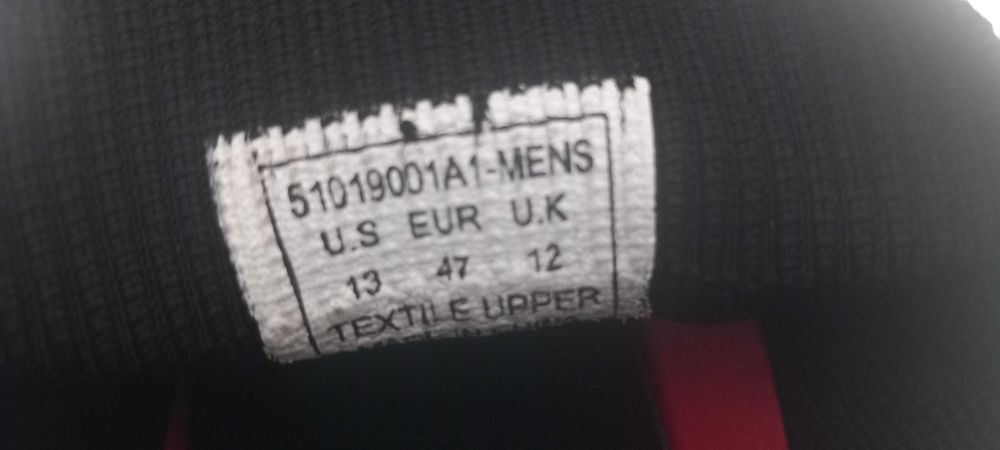 51019001A1-MENS
U.S EUR U.K
13 47 12
TEXTILE UPPER